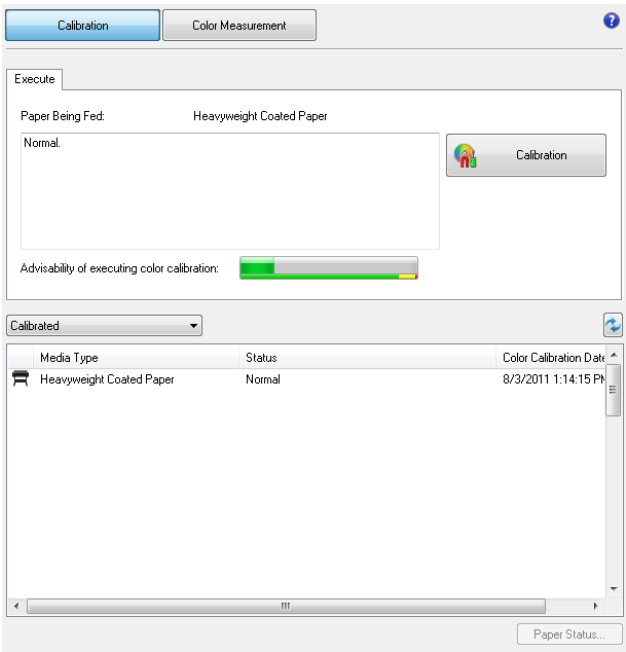 Calibration
Color Measurement
Execute
Paper Being Fed: Heavyweight Coated Paper
Normal.
Calibration
Advisability of executing color calibration:
Calibrated
Media Type Status Color Calibration Date
Heavyweight Coated Paper Normal 8/3/2011 1:14:15 PM
Paper Status...